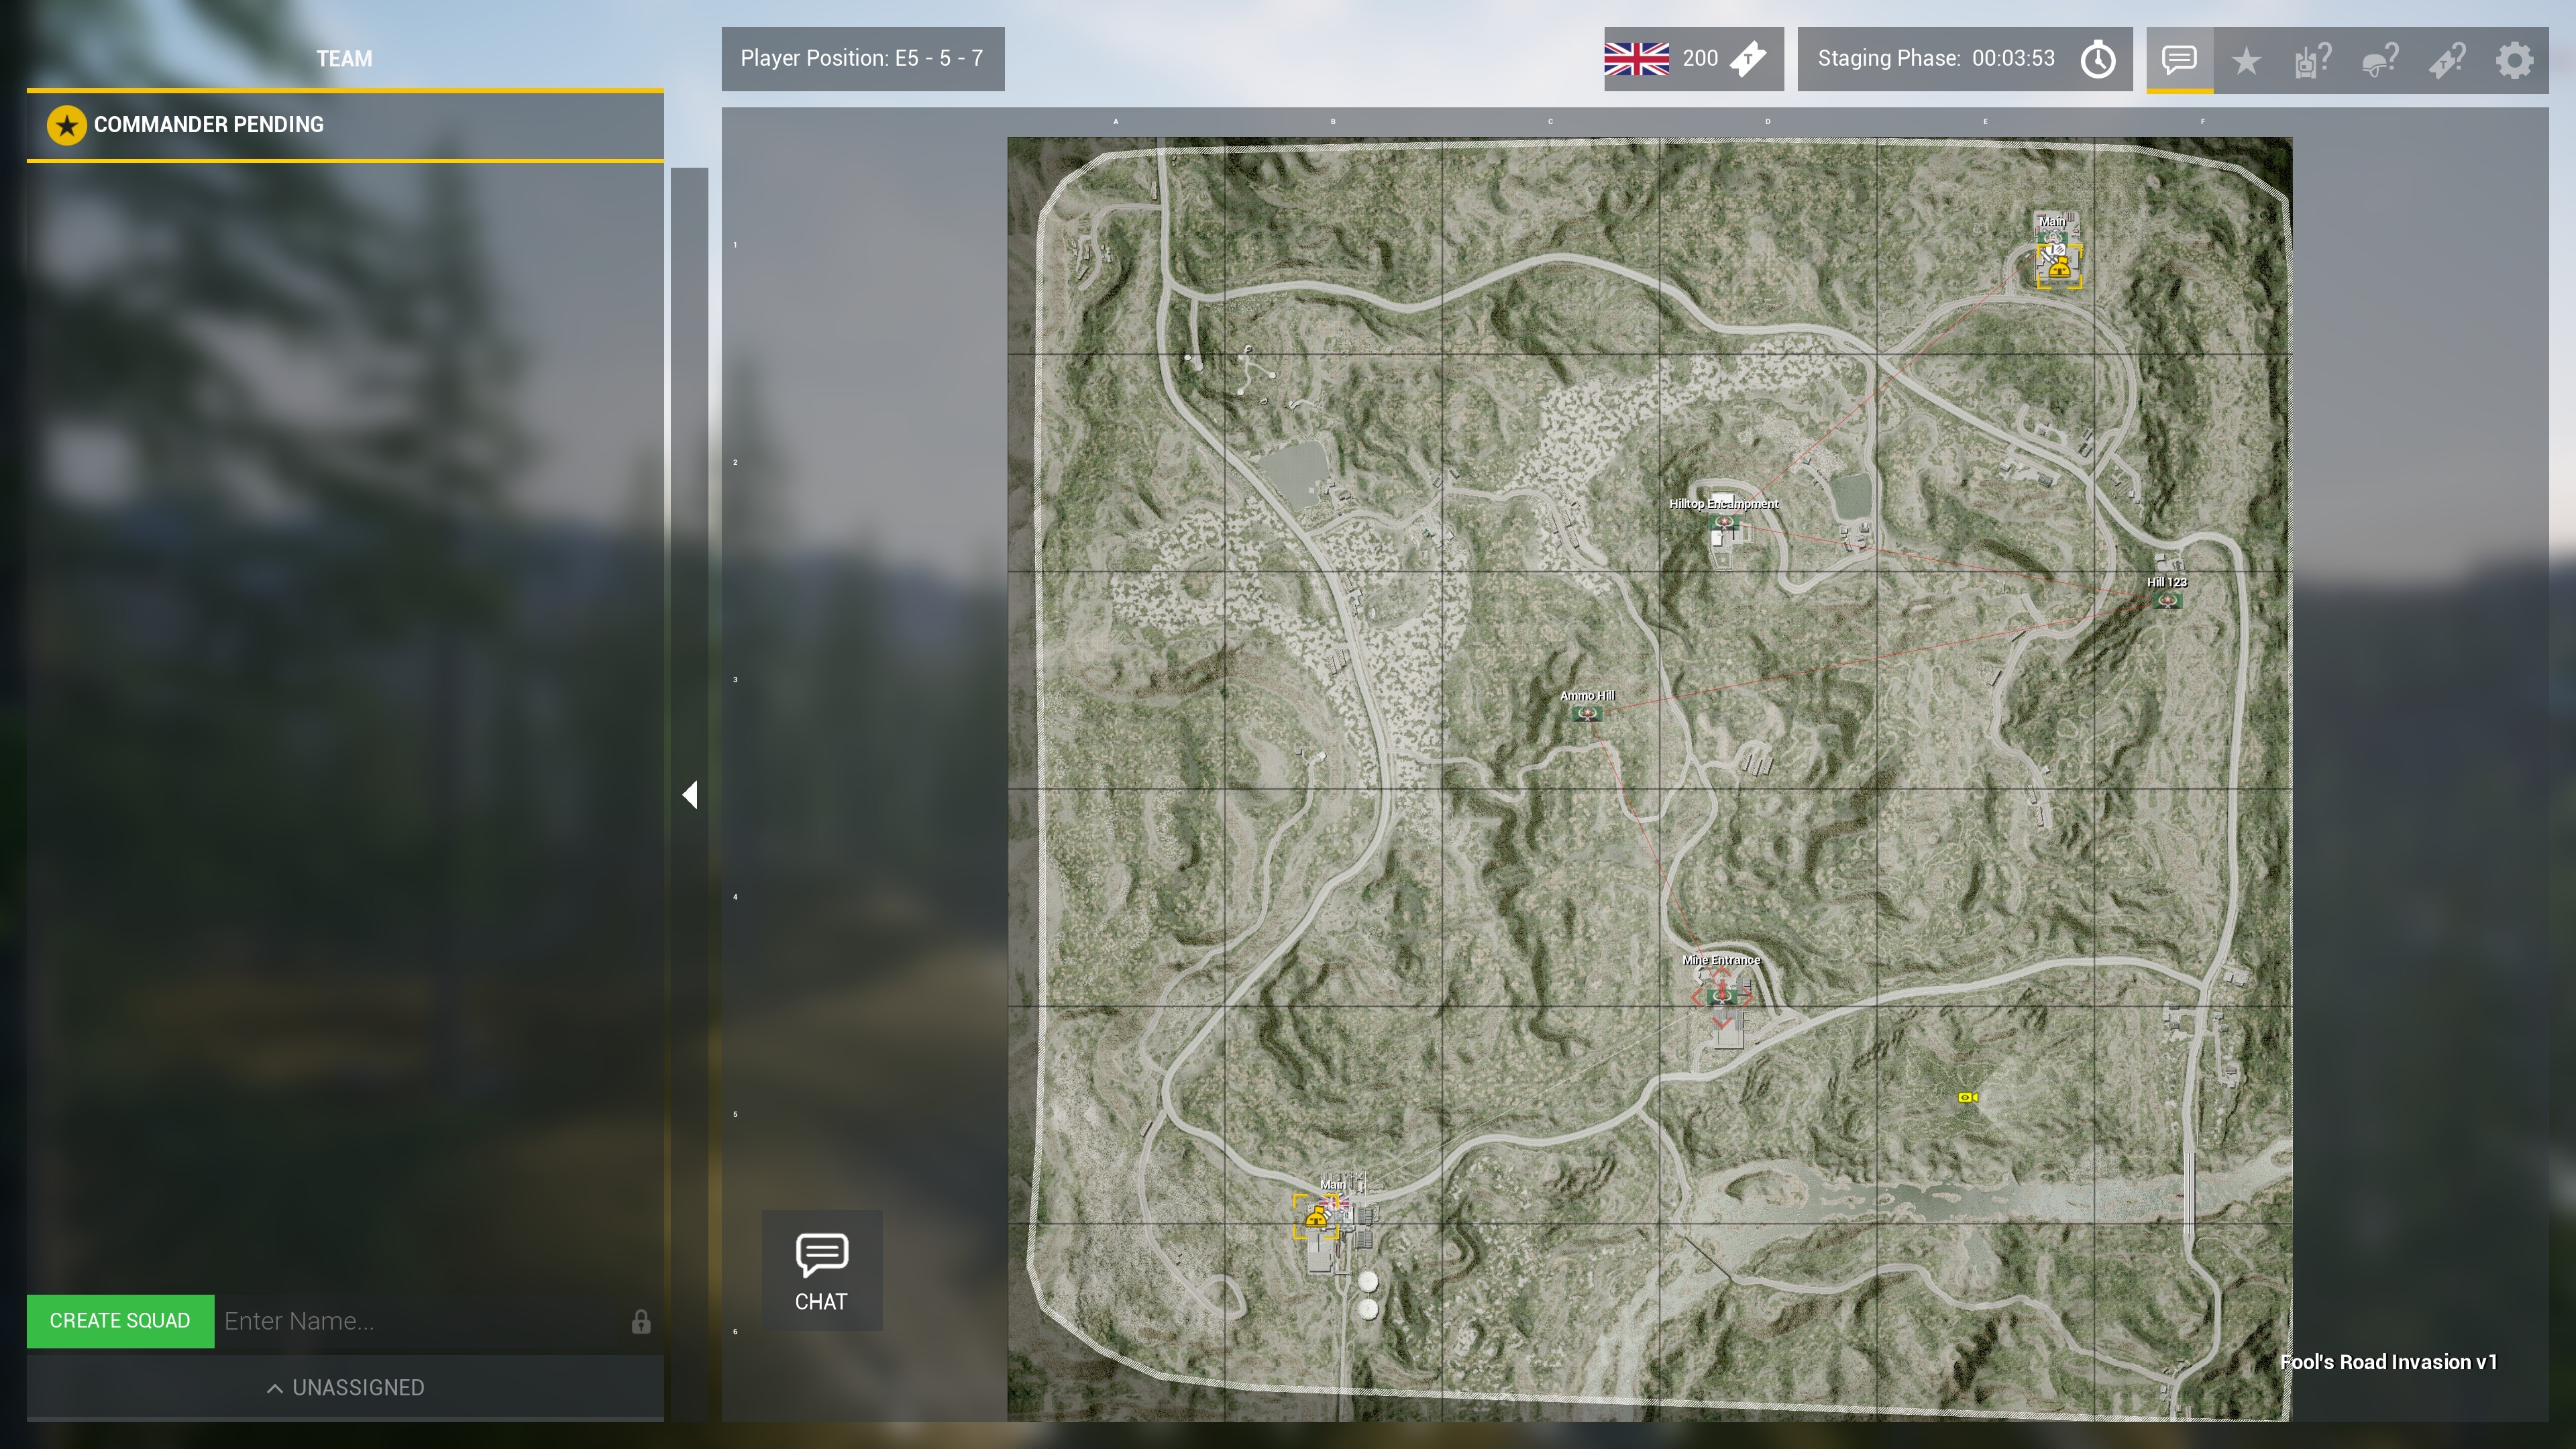 TEAM
Player Position: E5 - 5 - 7
200
T
Staging Phase: 00:03:53
?
?
T?
COMMANDER PENDING
A B C D E F
1
Main
2
Hilltop Encampment
Hill 123
3
Ammo Hill
4
Mine Entrance
5
Main
CHAT
6
CREATE SQUAD
Enter Name...
Fool's Road Invasion v1
UNASSIGNED